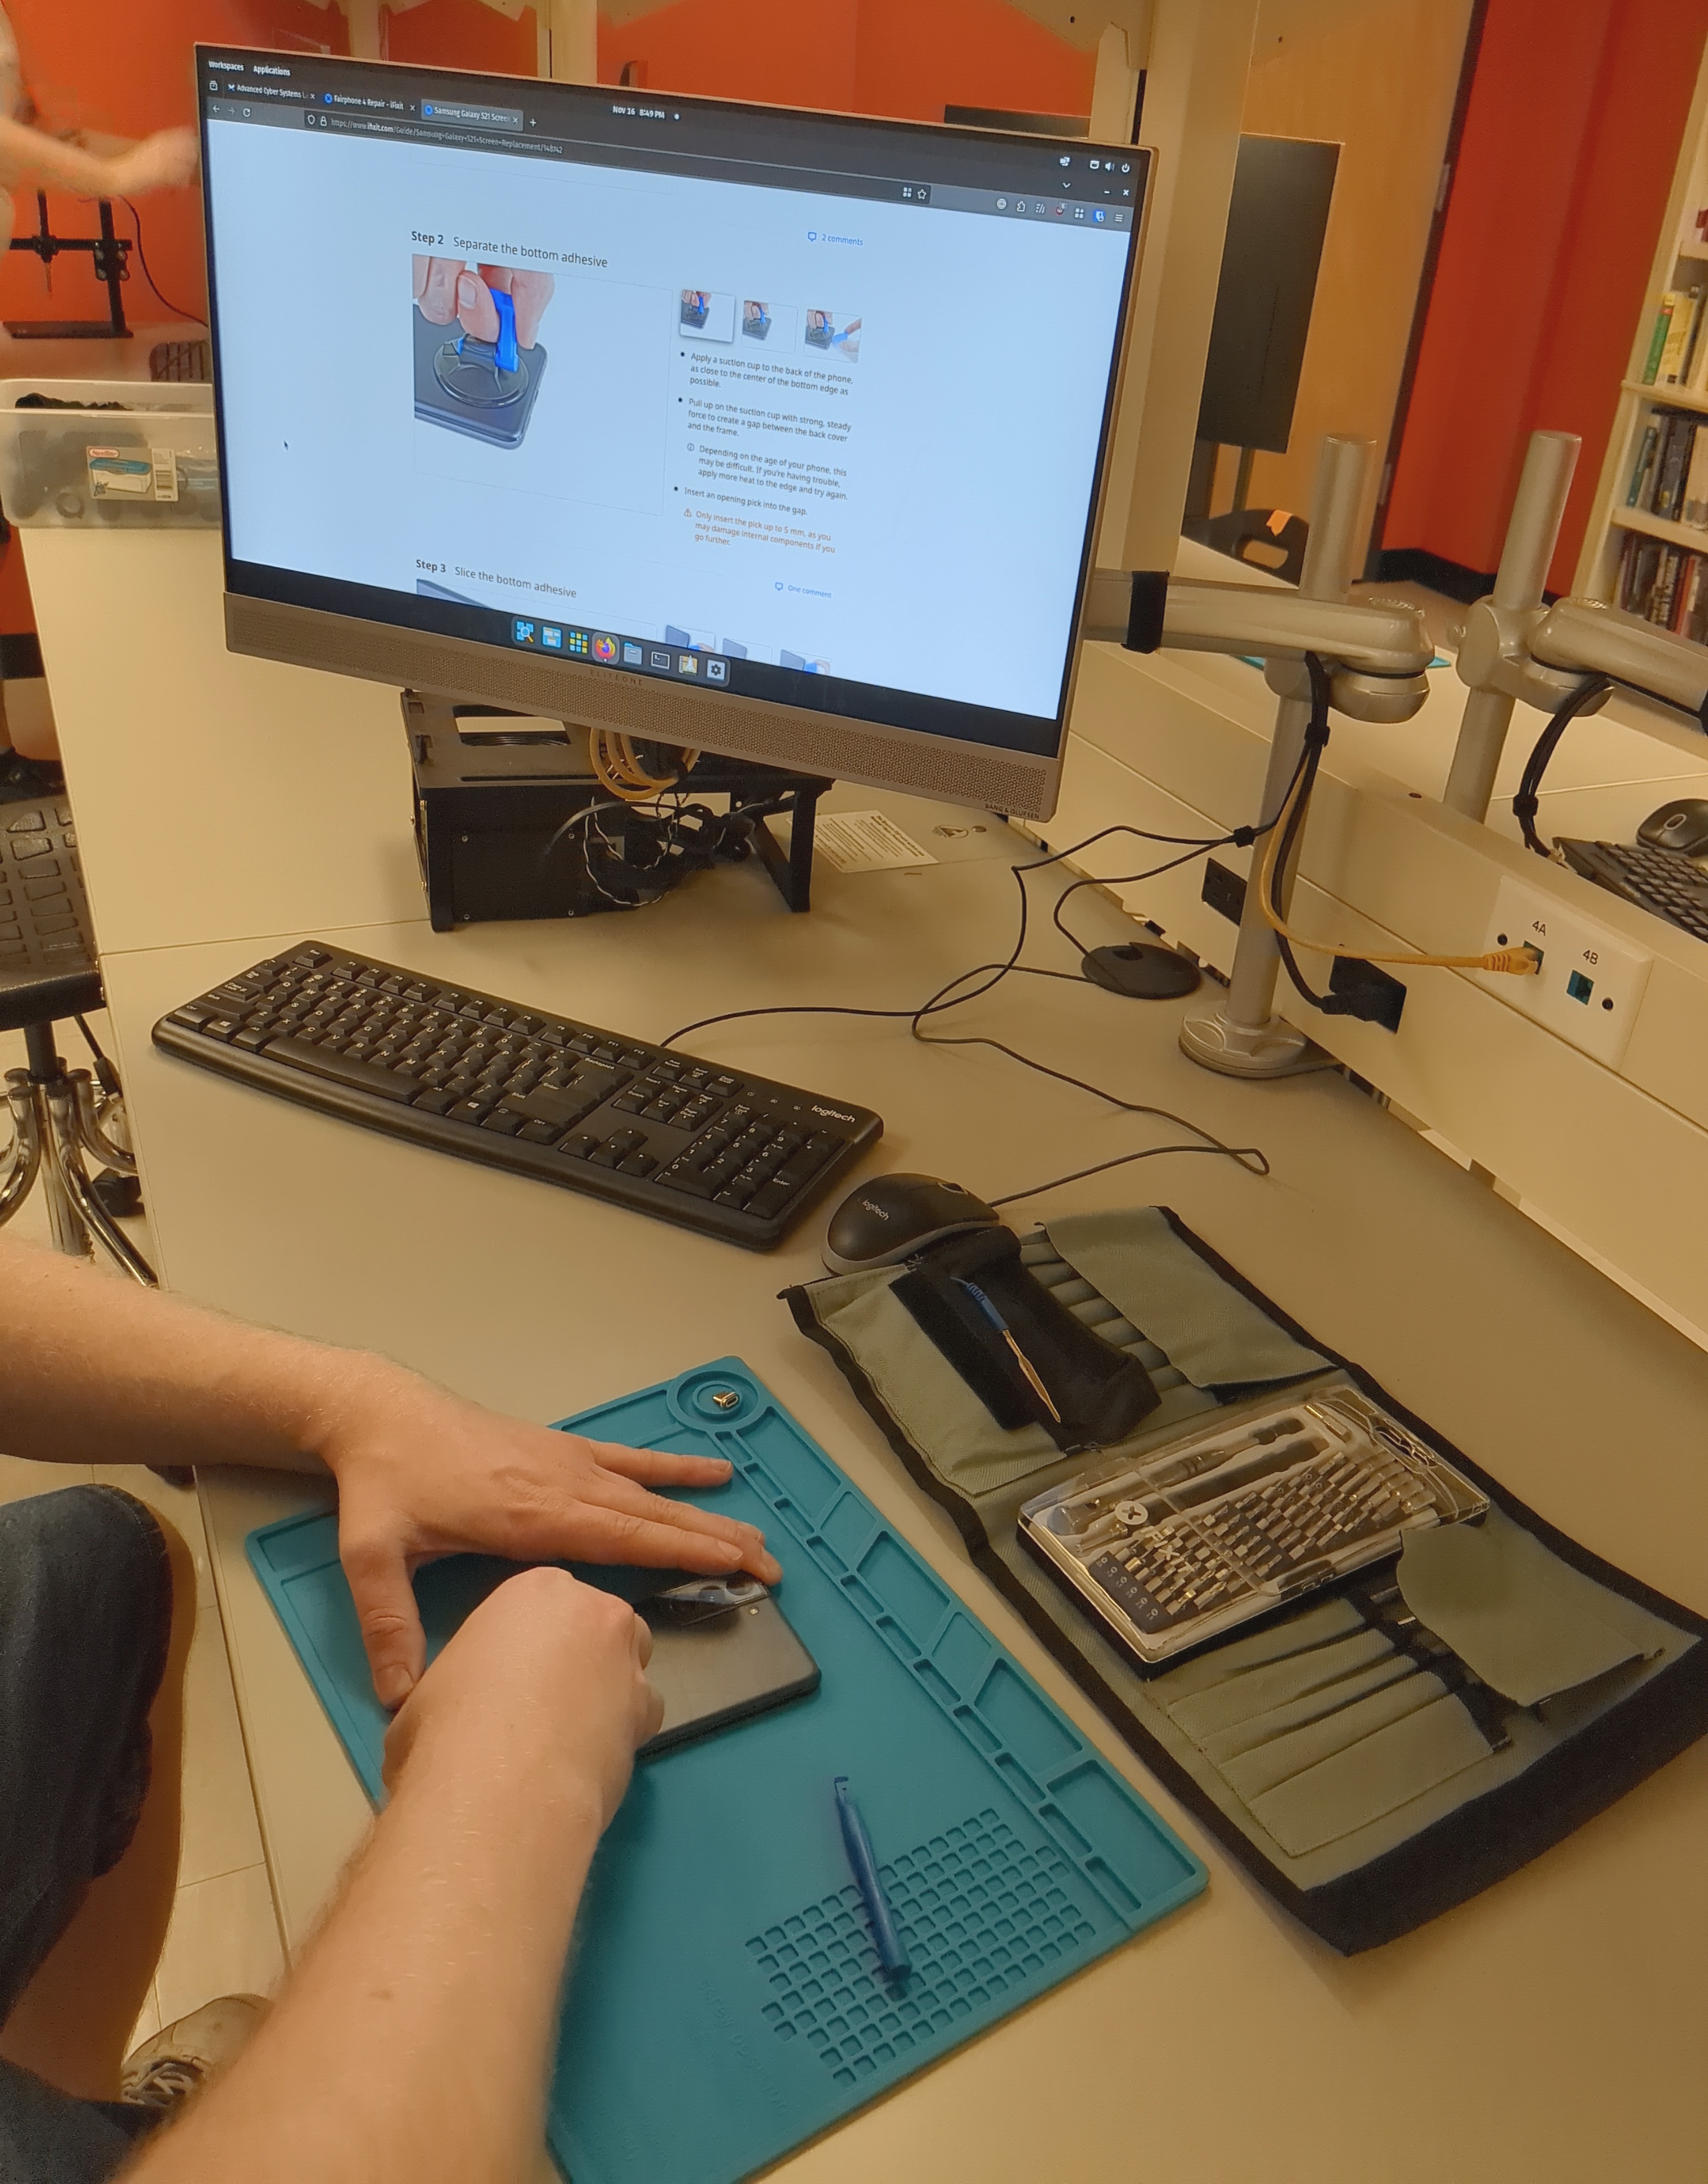 Workspaces Applications
Nov 16 8:49 PM
Advanced Cyber Systems L
Fairphone 4 Repair - iFixit
Samsung Galaxy S21 Screen
https://www.ifixit.com/Guide/Samsung+Galaxy+S21+Screen+Replacement/148242
2 comments
Step 2 Separate the bottom adhesive
Apply a suction cup to the back of the phone,
as close to the center of the bottom edge as
possible.
Pull up on the suction cup with strong, steady
force to create a gap between the back cover
and the frame.
Depending on the age of your phone, this
may be difficult. If you're having trouble,
apply more heat to the edge and try again.
Insert an opening pick into the gap.
Only insert the pick up to 5 mm, as you
may damage internal components if you
go further.
Step 3 Slice the bottom adhesive
One comment
ELITEONE
BANG & OLUFSEN
4A
4B
logitech
logitech
Backspace
Enter
Enter